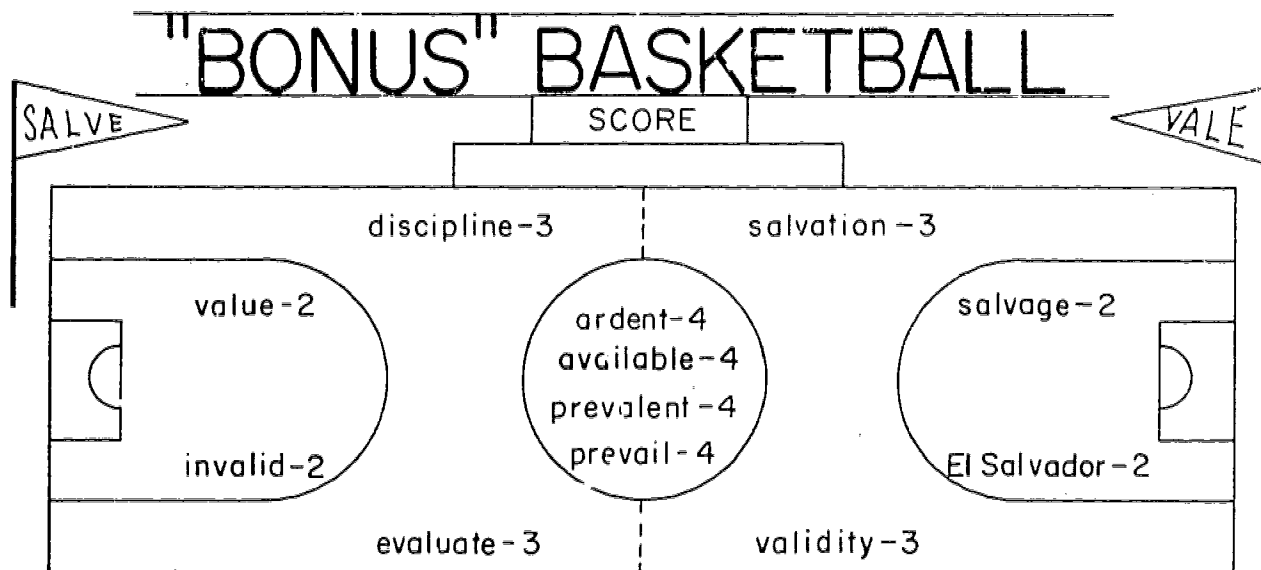 "BONUS" BASKETBALL
SALVE
SCORE
VALE
discipline-3
salvation-3
value-2
salvage-2
ardent-4
available-4
prevalent-4
prevail-4
invalid-2
El Salvador-2
evaluate-3
validity-3